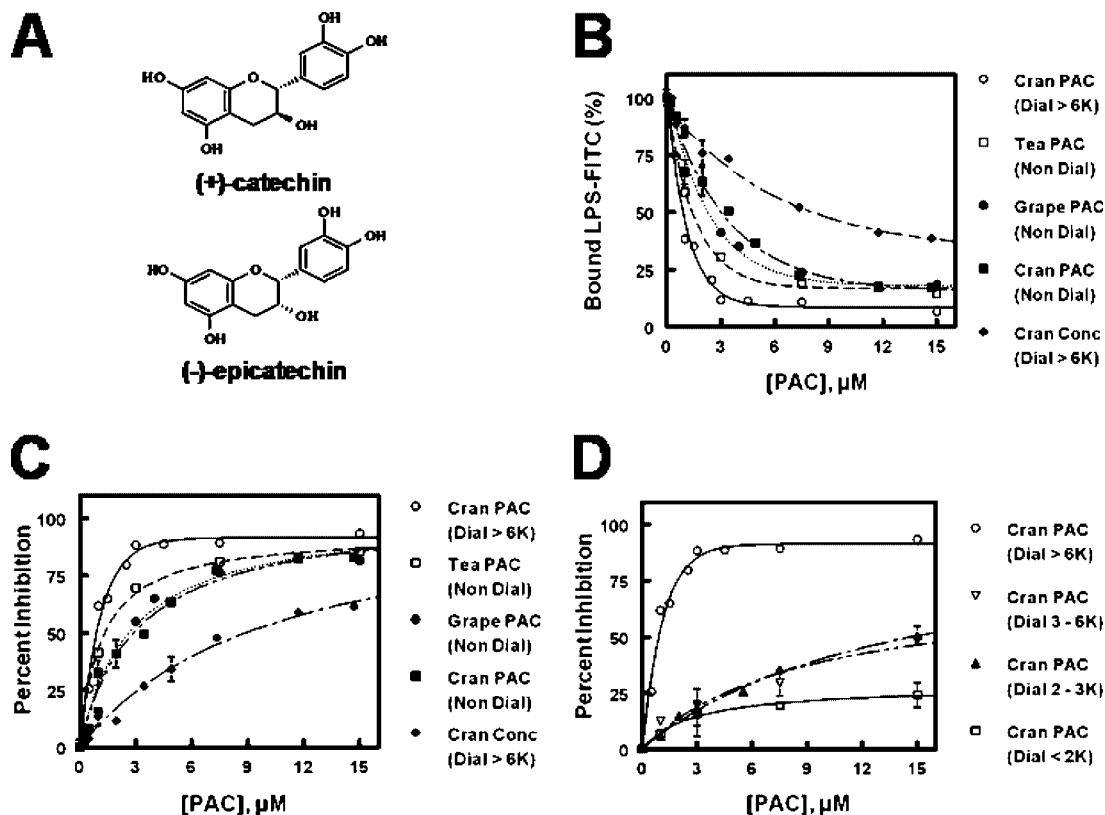 A
OH
OH
HO
O
OH
OH
(+)-catechin
OH
OH
HO
O
OH
OH
(-)-epicatechin
B
Bound LPS-FITC (%)
100
75
50
25
0
0 3 6 9 12 15
[PAC], µM
Cran PAC
(Dial > 6K)
Tea PAC
(Non Dial)
Grape PAC
(Non Dial)
Cran PAC
(Non Dial)
Cran Conc
(Dial > 6K)
C
Percent Inhibition
100
75
50
25
0
0 3 6 9 12 15
[PAC], µM
Cran PAC
(Dial > 6K)
Tea PAC
(Non Dial)
Grape PAC
(Non Dial)
Cran PAC
(Non Dial)
Cran Conc
(Dial > 6K)
D
Percent Inhibition
100
75
50
25
0
0 3 6 9 12 15
[PAC], µM
Cran PAC
(Dial > 6K)
Cran PAC
(Dial 3 - 6K)
Cran PAC
(Dial 2 - 3K)
Cran PAC
(Dial < 2K)